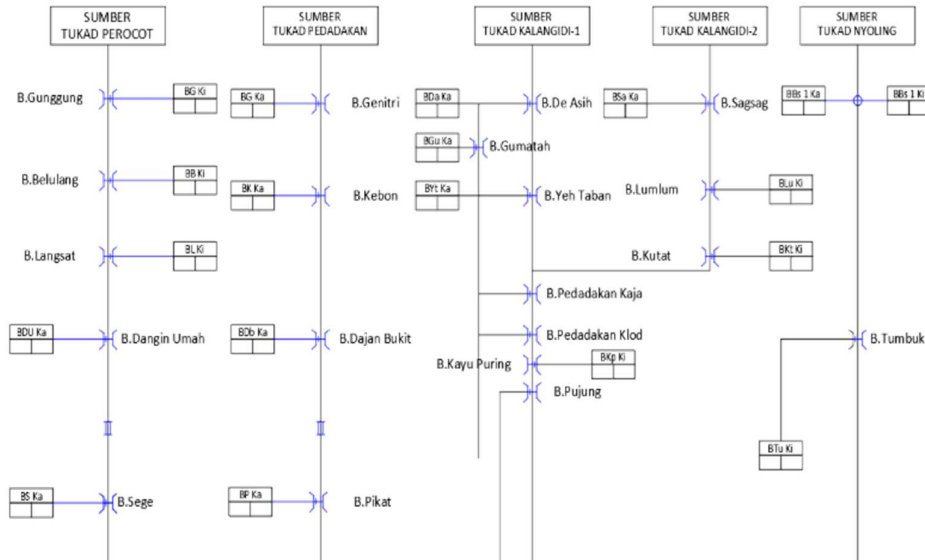 SUMBER
TUKAD PEROCOT
SUMBER
TUKAD PEDADAKAN
SUMBER
TUKAD KALANGIDI-1
SUMBER
TUKAD KALANGIDI-2
SUMBER
TUKAD NYOLING
B.Gunggung
BG Ki
BG Ka
B.Genitri
BDa Ka
B.De Asih
BSa Ka
B.Sagsag
BBs 1 Ka
BBs 1 Ki
BGu Ka
B.Gumatah
B.Belulang
BB Ki
BK Ka
B.Kebon
BYt Ka
B.Yeh Taban
B.Lumlum
BLu Ki
B.Langsat
BL Ki
B.Kutat
BKt Ki
B.Pedadakan Kaja
BDU Ka
B.Dangin Umah
BDb Ka
B.Dajan Bukit
B.Pedadakan Klod
B.Tumbuk
B.Kayu Puring
BKp Ki
B.Pujung
BTu Ki
BS Ka
B.Sege
BP Ka
B.Pikat